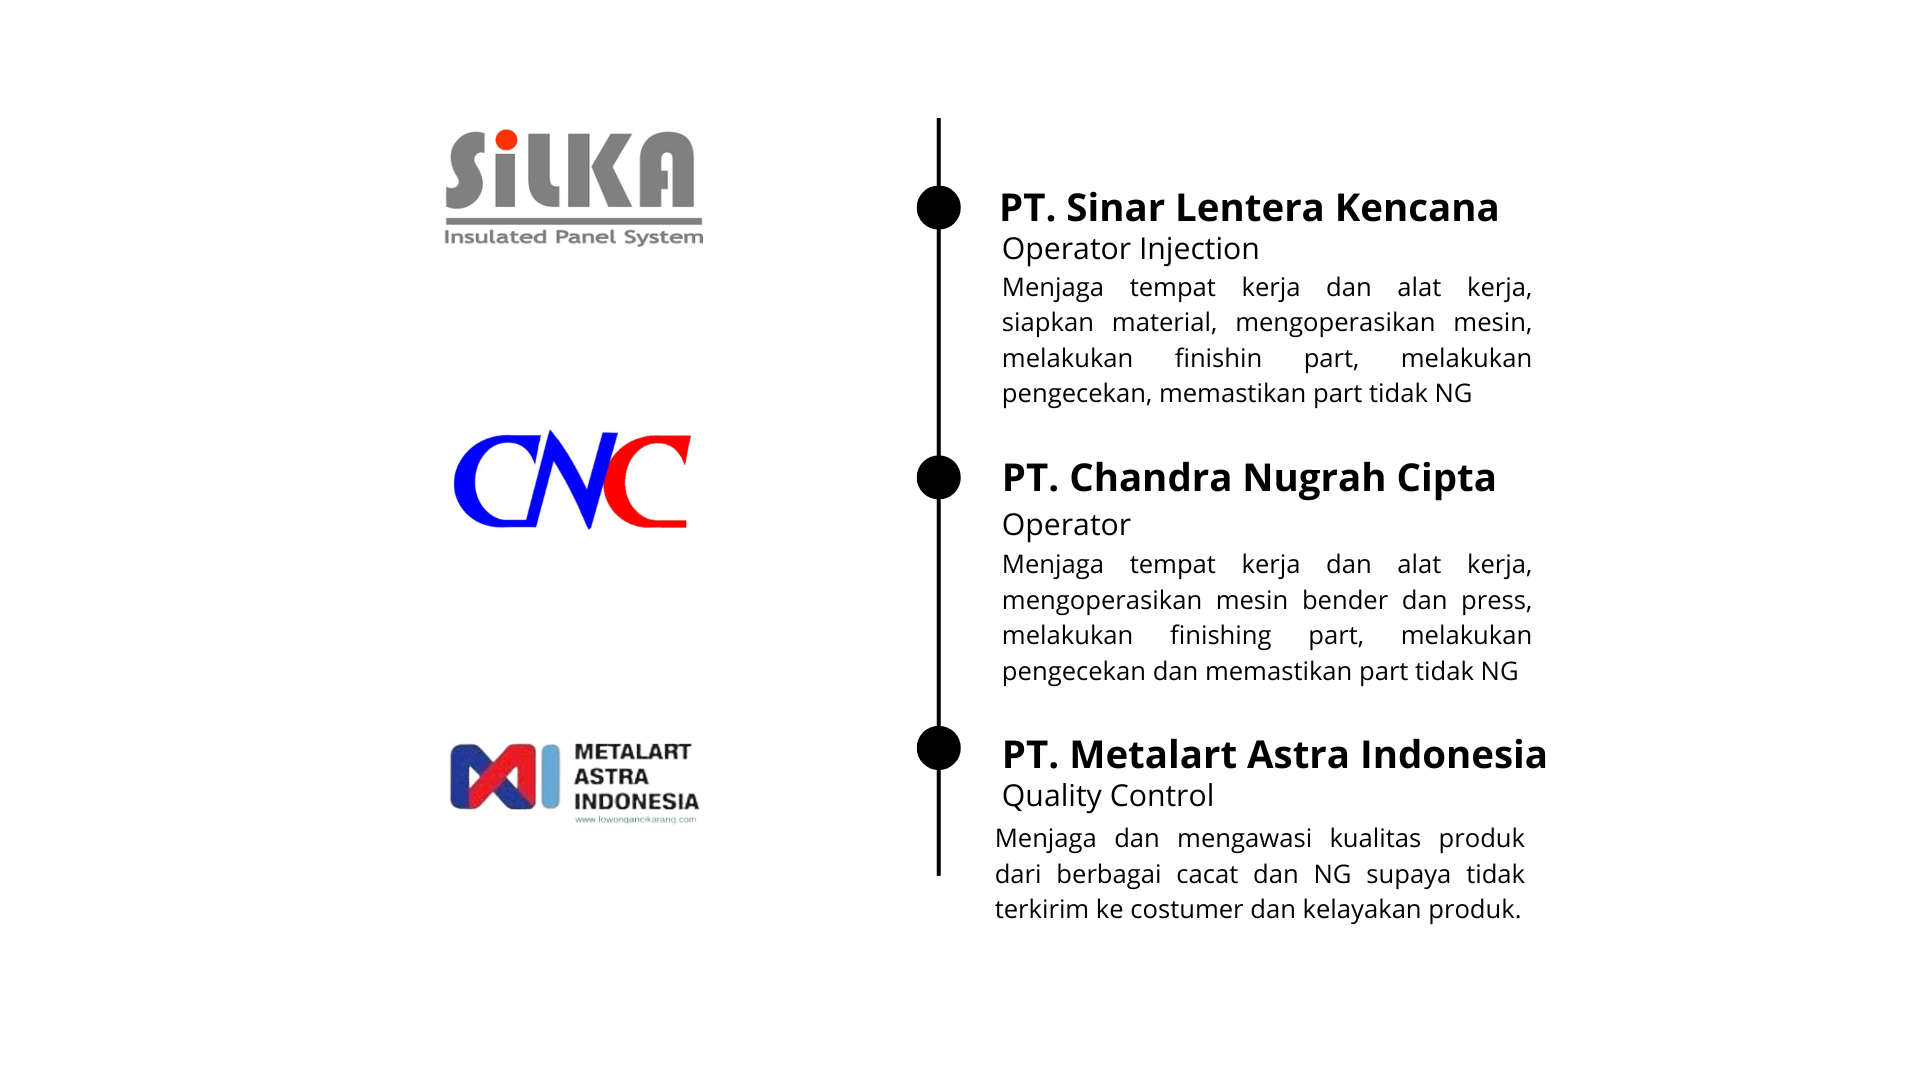 SiLKA
Insulated Panel System
PT. Sinar Lentera Kencana
Operator Injection
Menjaga tempat kerja dan alat kerja,
siapkan material, mengoperasikan mesin,
melakukan finishin part, melakukan
pengecekan, memastikan part tidak NG
CNC
PT. Chandra Nugrah Cipta
Operator
Menjaga tempat kerja dan alat kerja,
mengoperasikan mesin bender dan press,
melakukan finishing part, melakukan
pengecekan dan memastikan part tidak NG
METALART
ASTRA
INDONESIA
www.lowongancikarang.com
PT. Metalart Astra Indonesia
Quality Control
Menjaga dan mengawasi kualitas produk
dari berbagai cacat dan NG supaya tidak
terkirim ke costumer dan kelayakan produk.